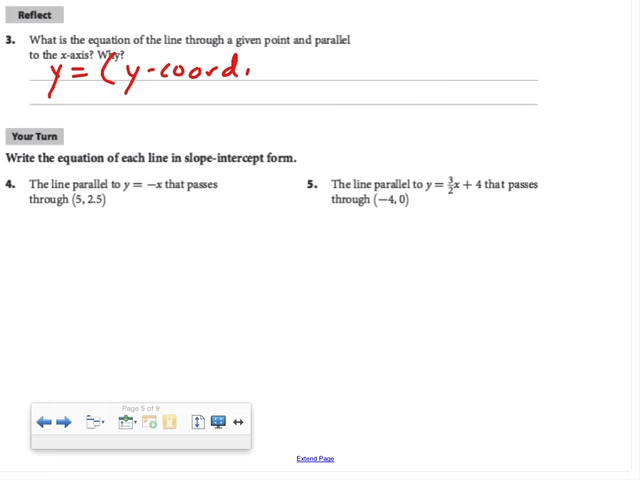 Reflect
3. What is the equation of the line through a given point and parallel
to the x-axis? Why?
y = (y-coordi
Your Turn
Write the equation of each line in slope-intercept form.
4. The line parallel to y = −x that passes
through (5, 2.5)
5. The line parallel to y = 3/2x + 4 that passes
through (−4, 0)
Page 5 of 9
Extend Page